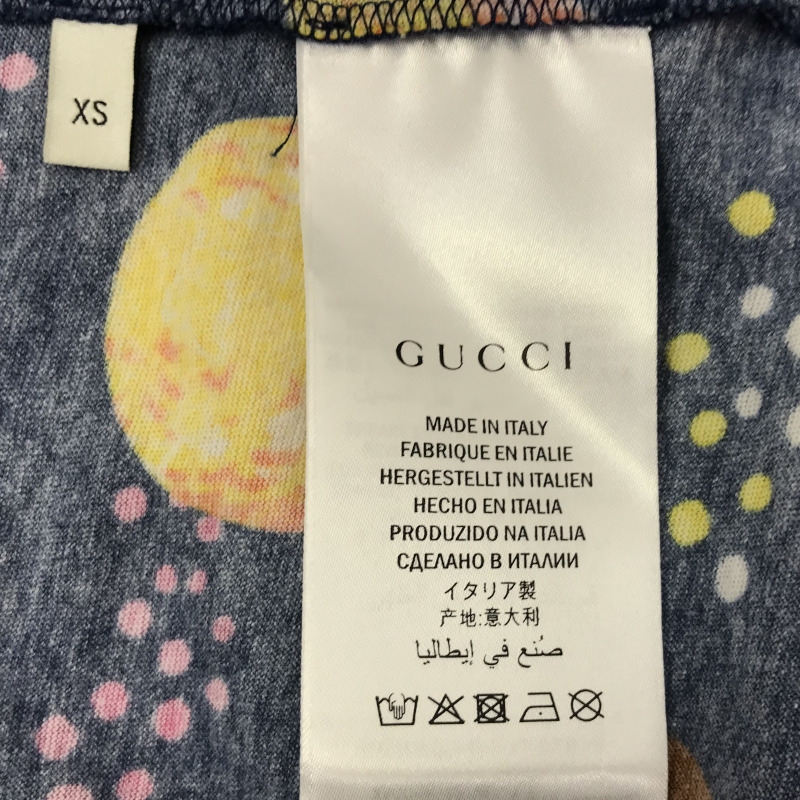 XS
GUCCI
MADE IN ITALY
FABRIQUE EN ITALIE
HERGESTELLT IN ITALIEN
HECHO EN ITALIA
PRODUZIDO NA ITALIA
СДЕЛАНО В ИТАЛИИ
イタリア製
产地:意大利
صُنع في إيطاليا